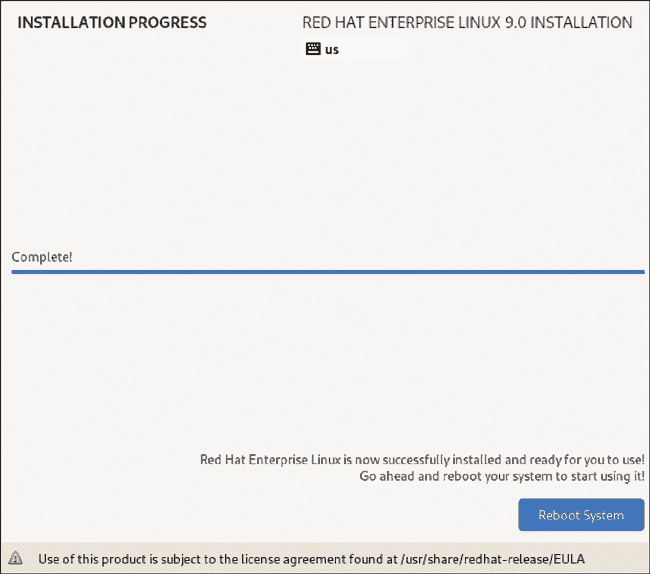 INSTALLATION PROGRESS
RED HAT ENTERPRISE LINUX 9.0 INSTALLATION
us
Complete!
Red Hat Enterprise Linux is now successfully installed and ready for you to use!
Go ahead and reboot your system to start using it!
Reboot System
Use of this product is subject to the license agreement found at /usr/share/redhat-release/EULA